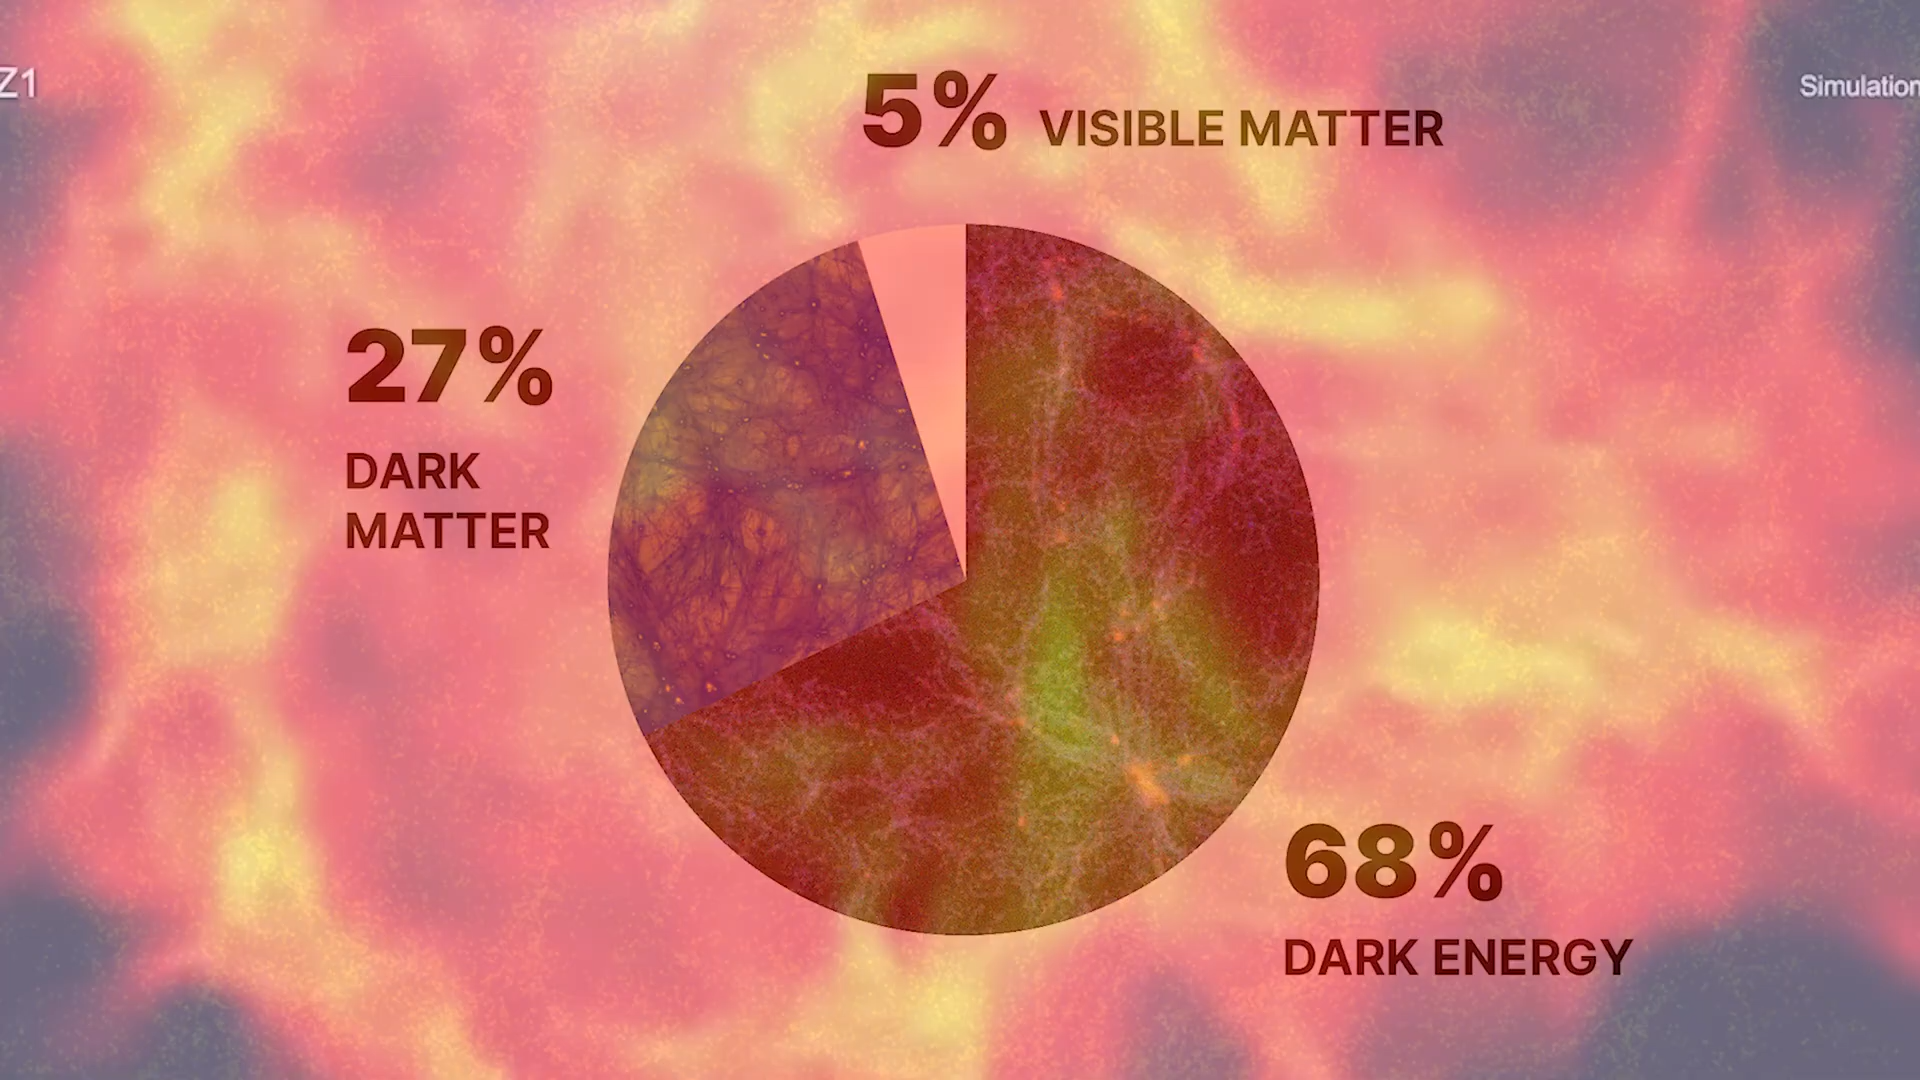 Z1
Simulation
5% VISIBLE MATTER
27%
DARK
MATTER
68%
DARK ENERGY